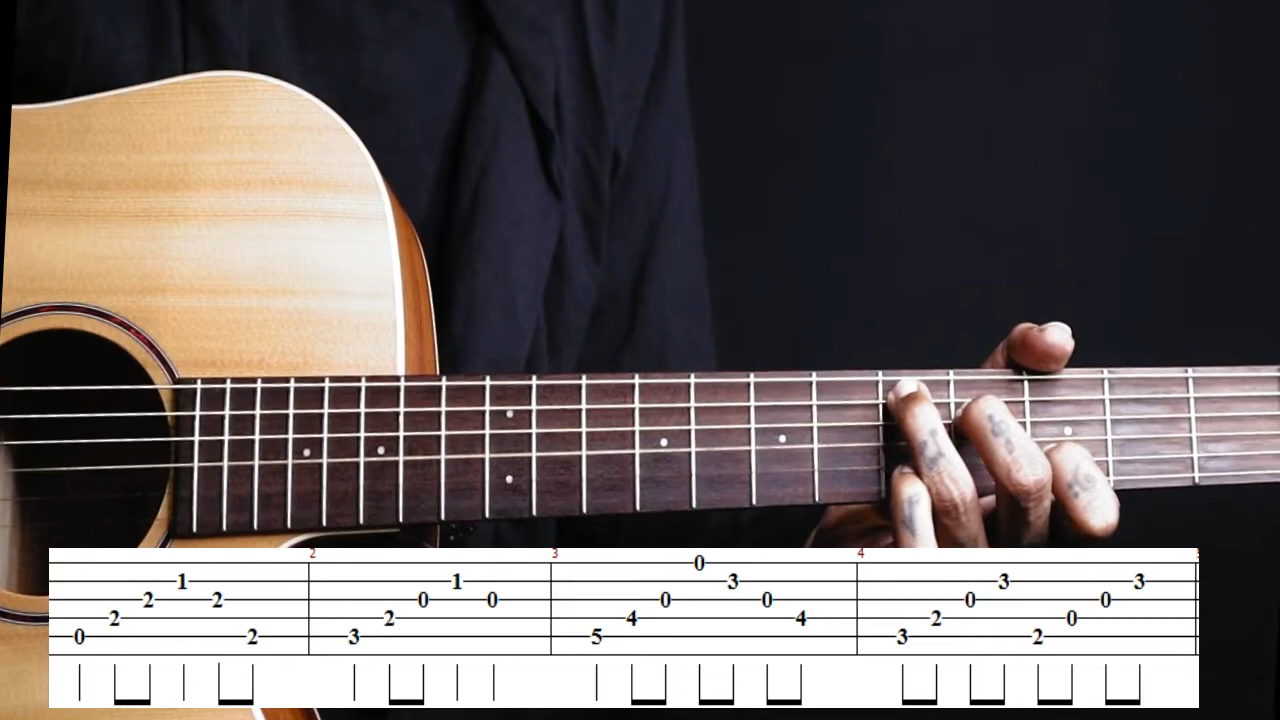 2 3 4
0 3
1 1 3 3 3
2 2 0 0 0 0 0 0
2 2 4 4 2 0
0 2 3 5 3 2